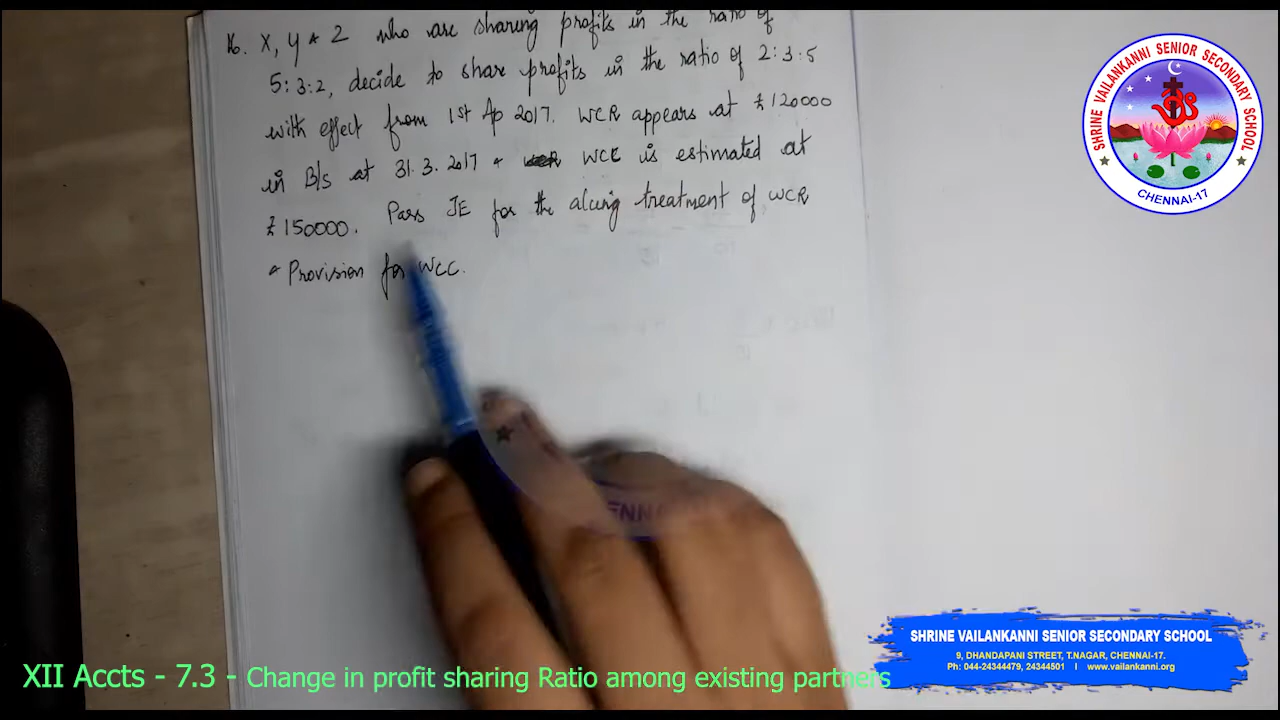 16. X, Y & Z who are sharing profits in the ratio of
5:3:2, decide to share profits in the ratio of 2:3:5
with effect from 1st Ap 2017. WCR appears at ₹120000
in B/s at 31.3.2017 & WCC is estimated at
₹150000. Pass JE for the alcing treatment of WCR
& Provision for WCC.
SHRINE VAILANKANNI SENIOR SECONDARY SCHOOL
CHENNAI-17
SHRINE VAILANKANNI SENIOR SECONDARY SCHOOL
9, DHANDAPANI STREET, T.NAGAR, CHENNAI-17.
Ph: 044-24344479, 24344501 I www.vailankanni.org
XII Accts - 7.3 - Change in profit sharing Ratio among existing partners